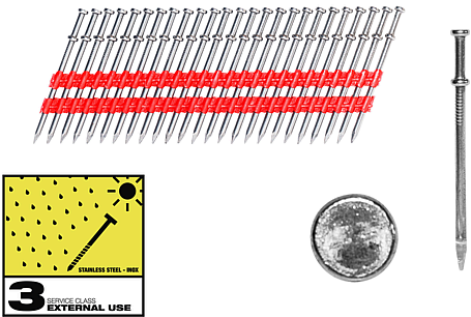 STAINLESS STEEL - INOX
3 SERVICE CLASS
EXTERNAL USE